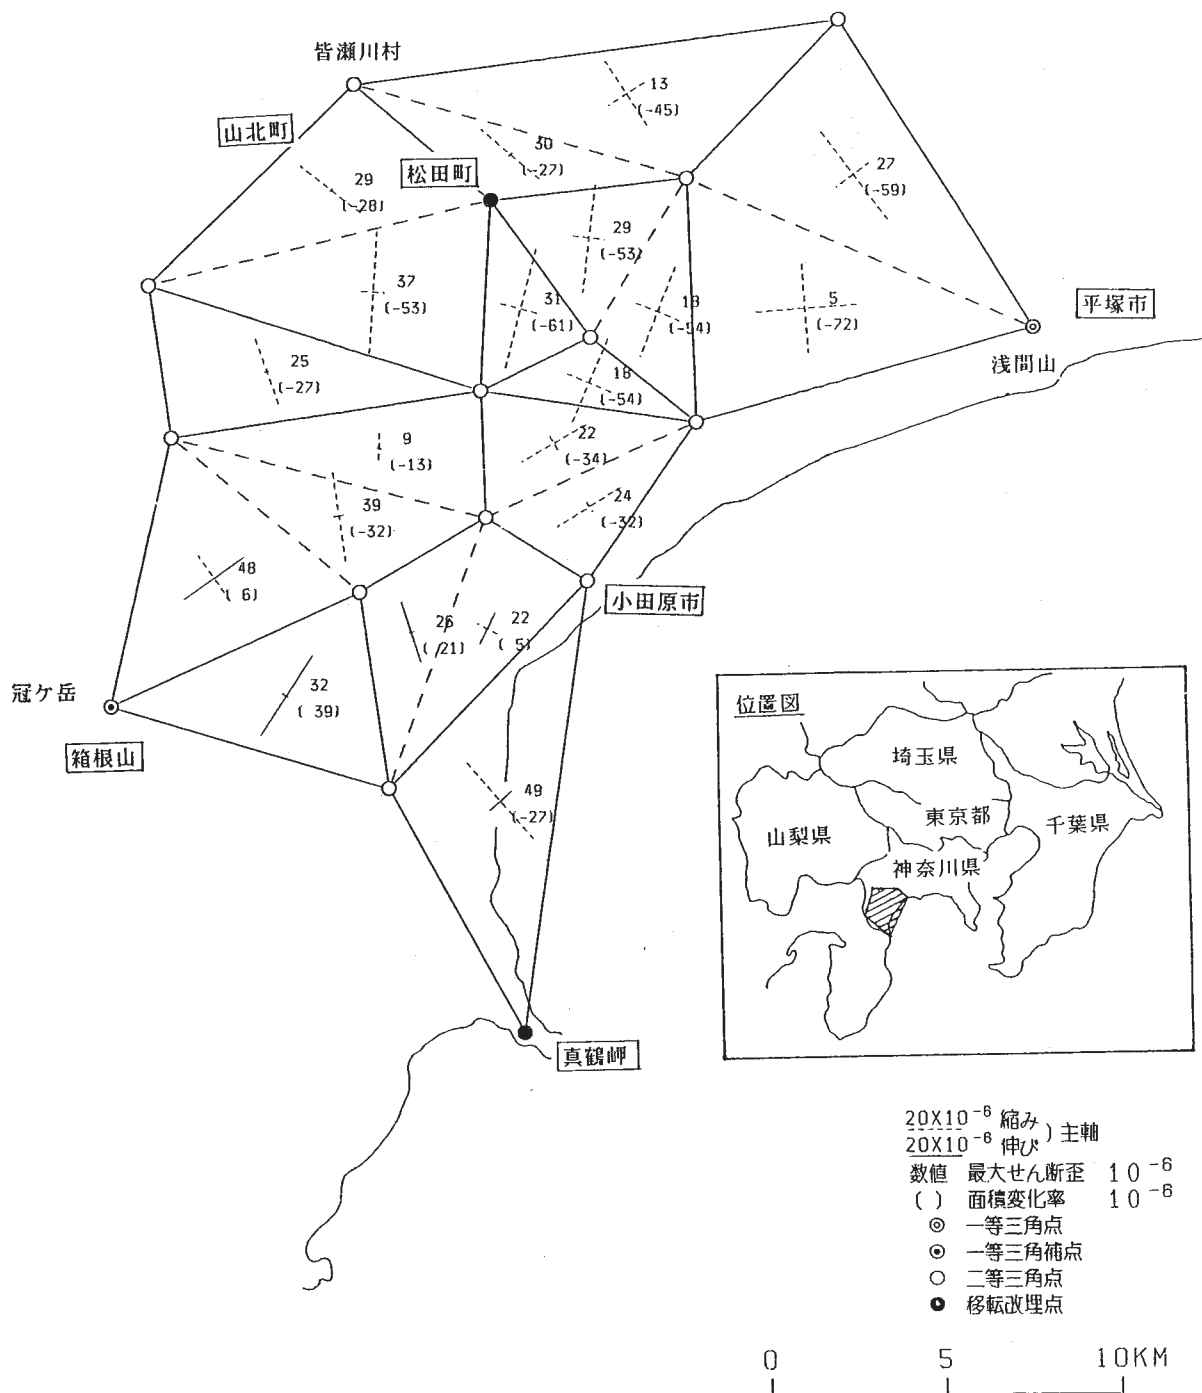 皆瀬川村
山北町
松田町
13
(-45)
30
(-27)
27
(-59)
29
(-28)
29
(-53)
37
(-53)
31
(-61)
18
(-54)
5
(-72)
平塚市
浅間山
25
(-27)
18
(-54)
9
(-13)
22
(-34)
39
(-32)
24
(-32)
48
( 6)
小田原市
26
( 21)
22
( 5)
冠ケ岳
32
( 39)
箱根山
49
(-27)
真鶴岬
位置図
埼玉県
東京都
山梨県
千葉県
神奈川県
20X10⁻⁶ 縮み
20X10⁻⁶ 伸び ) 主軸
数値 最大せん断歪 10⁻⁶
( ) 面積変化率 10⁻⁶
◎ 一等三角点
◉ 一等三角補点
○ 二等三角点
● 移転改埋点
0 5 10KM